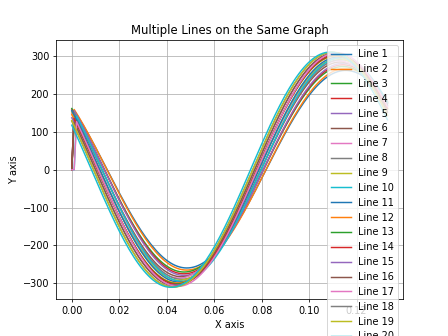 Multiple Lines on the Same Graph
Y axis
300
200
100
0
−100
−200
−300
0.00
0.02
0.04
0.06
0.08
0.10
X axis
Line 1
Line 2
Line 3
Line 4
Line 5
Line 6
Line 7
Line 8
Line 9
Line 10
Line 11
Line 12
Line 13
Line 14
Line 15
Line 16
Line 17
Line 18
Line 19
Line 20